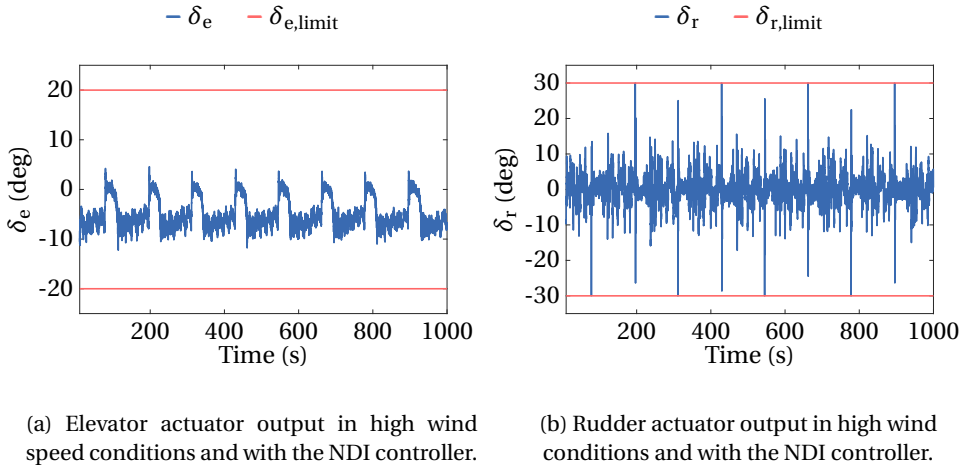 δe δe,limit
20
10
0
-10
-20
δe (deg)
200 400 600 800 1000
Time (s)
(a) Elevator actuator output in high wind
speed conditions and with the NDI controller.
δr δr,limit
30
20
10
0
-10
-20
-30
δr (deg)
200 400 600 800 1000
Time (s)
(b) Rudder actuator output in high wind
conditions and with the NDI controller.